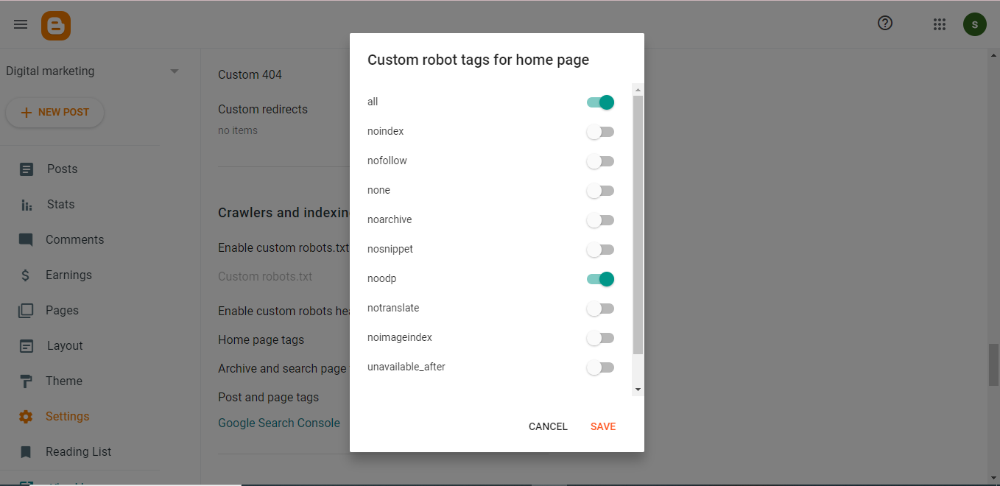 S
Digital marketing
NEW POST
Posts
Stats
Comments
Earnings
Pages
Layout
Theme
Settings
Reading List
Custom 404
Custom redirects
no items
Crawlers and indexin
Enable custom robots.txt
Custom robots.txt
Enable custom robots hea
Home page tags
Archive and search page
Post and page tags
Google Search Console
Custom robot tags for home page
all
noindex
nofollow
none
noarchive
nosnippet
noodp
notranslate
noimageindex
unavailable_after
CANCEL SAVE